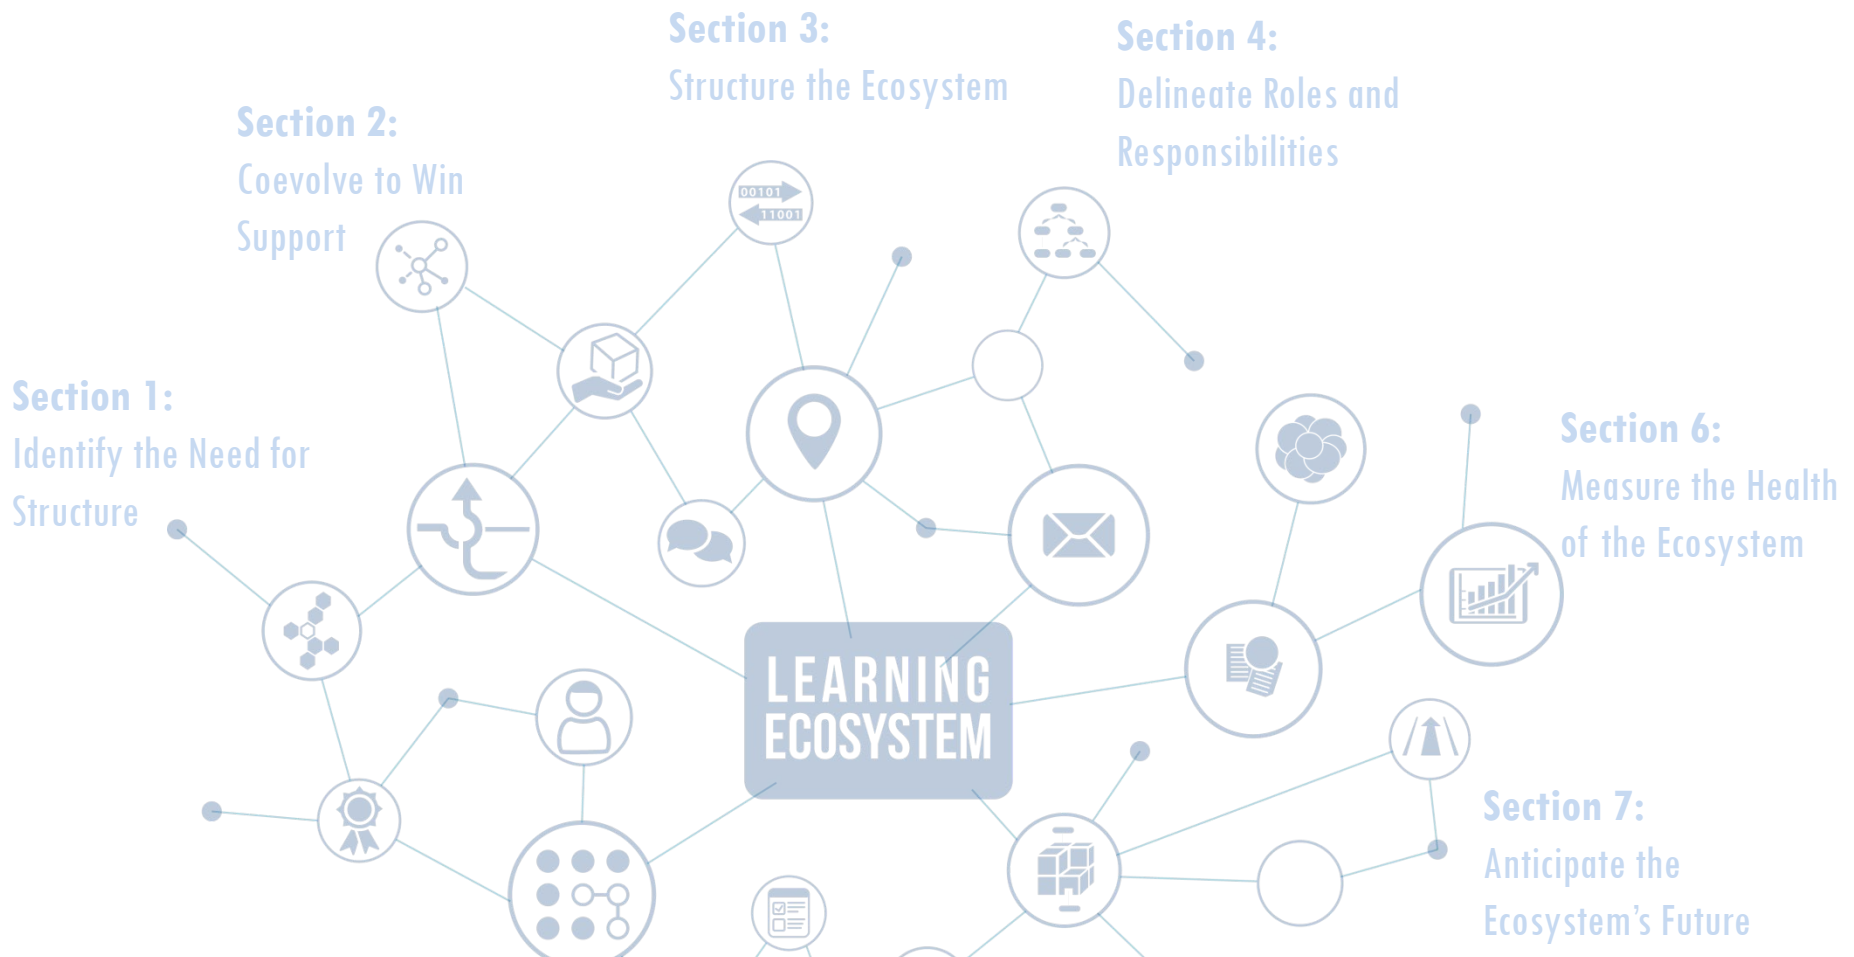 Section 3:
Structure the Ecosystem
Section 4:
Delineate Roles and
Responsibilities
Section 2:
Coevolve to Win
Support
00101
11001
Section 1:
Identify the Need for
Structure
Section 6:
Measure the Health
of the Ecosystem
LEARNING
ECOSYSTEM
Section 7:
Anticipate the
Ecosystem’s Future